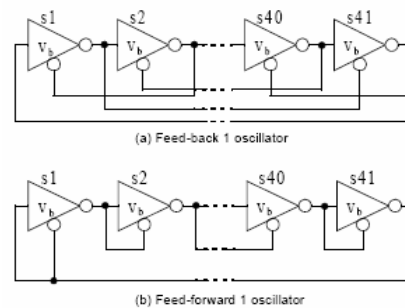 s1 s2 s40 s41
Vb Vb Vb Vb
(a) Feed-back 1 oscillator
s1 s2 s40 s41
Vb Vb Vb Vb
(b) Feed-forward 1 oscillator